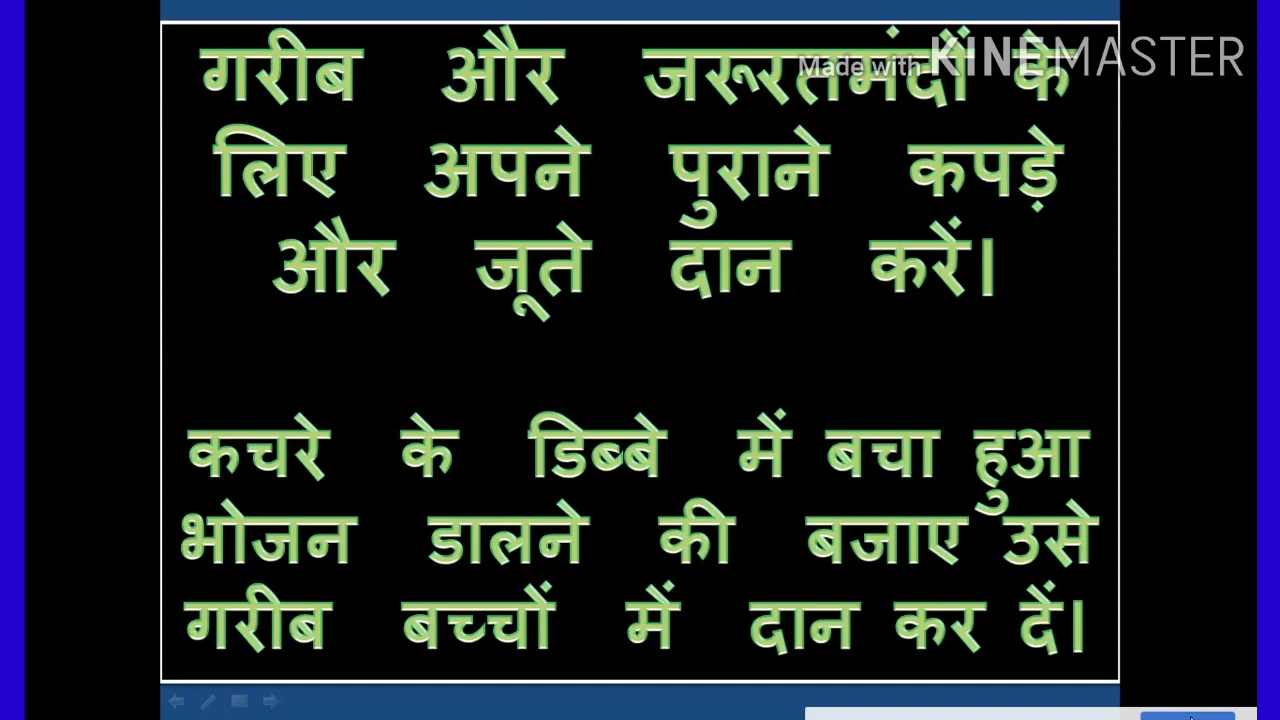 Made with KINEMASTER
गरीब और जरूरतमंदों के
लिए अपने पुराने कपड़े
और जूते दान करें।
कचरे के डिब्बे में बचा हुआ
भोजन डालने की बजाए उसे
गरीब बच्चों में दान कर दें।